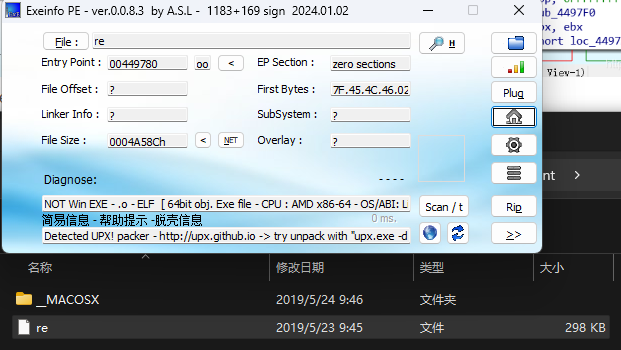 Exeinfo PE - ver.0.0.8.3 by A.S.L - 1183+169 sign 2024.01.02
ub_4497F0
ox, ebx
hort loc_4497
File : re H
Entry Point : 00449780 oo < EP Section : zero sections
View-1)
File Offset : ? First Bytes : 7F.45.4C.46.02 Plug
Linker Info : ? SubSystem : ?
File Size : 0004A58Ch < NET Overlay : ?
Diagnose: - - - -
NOT Win EXE - .o - ELF [ 64bit obj. Exe file - CPU : AMD x86-64 - OS/ABI: L Scan / t Rip
简易信息 - 帮助提示 -脱壳信息 0 ms.
Detected UPX! packer - http://upx.github.io -> try unpack with "upx.exe -d >>
nt >
名称 修改日期 类型 大小
__MACOSX 2019/5/24 9:46 文件夹
re 2019/5/23 9:45 文件 298 KB